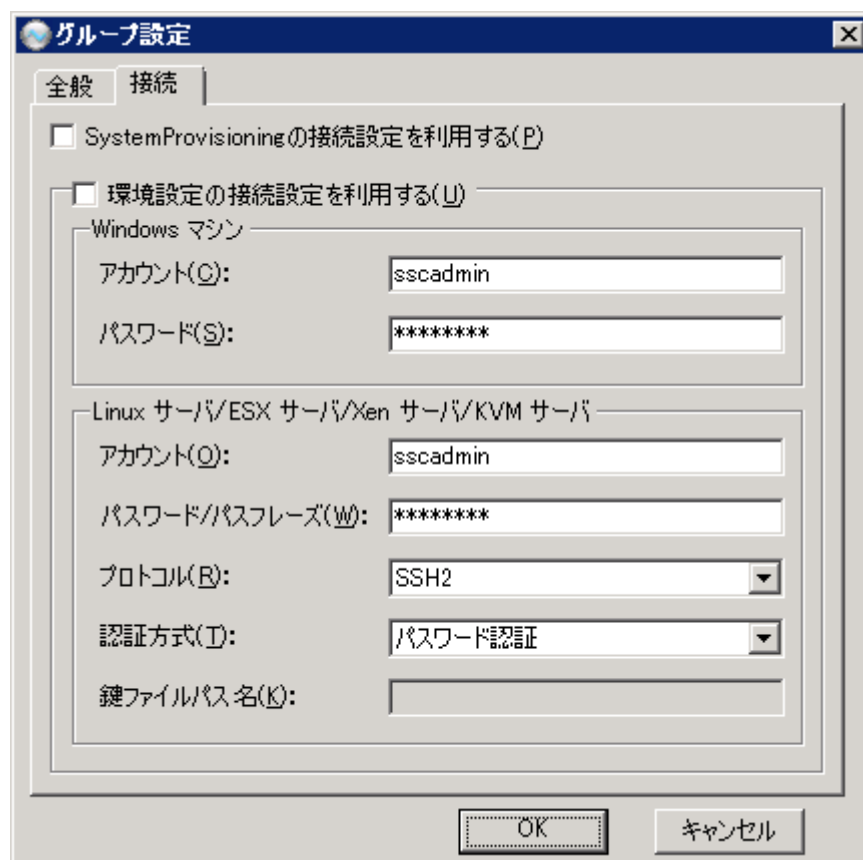 グループ設定
全般 接続
SystemProvisioningの接続設定を利用する(P)
環境設定の接続設定を利用する(U)
Windows マシン
アカウント(C): sscadmin
パスワード(S): ********
Linux サーバ/ESX サーバ/Xen サーバ/KVM サーバ
アカウント(O): sscadmin
パスワード/パスフレーズ(W): ********
プロトコル(R): SSH2
認証方式(T): パスワード認証
鍵ファイルパス名(K):
OK キャンセル